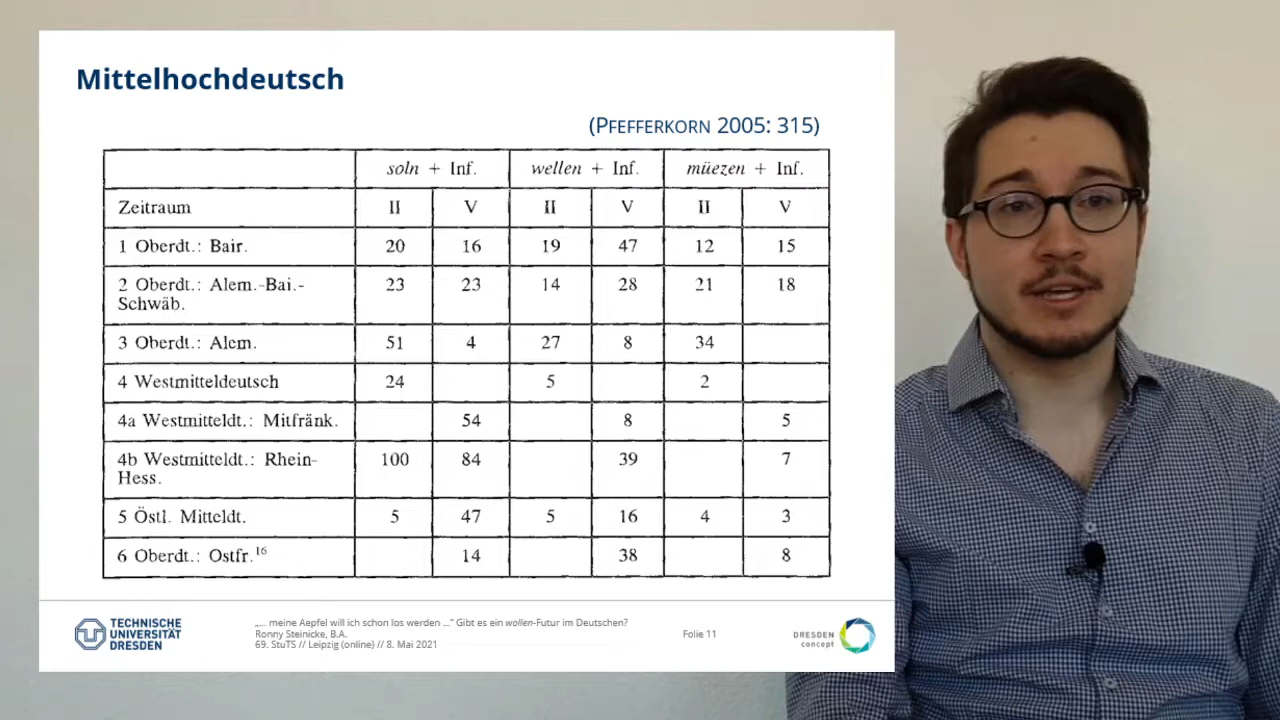 Mittelhochdeutsch
(PFEFFERKORN 2005: 315)
soln + Inf. wellen + Inf. müezen + Inf.
Zeitraum II V II V II V
1 Oberdt.: Bair. 20 16 19 47 12 15
2 Oberdt.: Alem.-Bai.- 23 23 14 28 21 18
Schwäb.
3 Oberdt.: Alem. 51 4 27 8 34
4 Westmitteldeutsch 24 5 2
4a Westmitteldt.: Mitfränk. 54 8 5
4b Westmitteldt.: Rhein- 100 84 39 7
Hess.
5 Östl. Mitteldt. 5 47 5 16 4 3
6 Oberdt.: Ostfr.16 14 38 8
TECHNISCHE
UNIVERSITÄT
DRESDEN
„... meine Aepfel will ich schon los werden ...“ Gibt es ein wollen-Futur im Deutschen?
Ronny Steinicke, B.A.
69. StuTS // Leipzig (online) // 8. Mai 2021
Folie 11
DRESDEN
concept